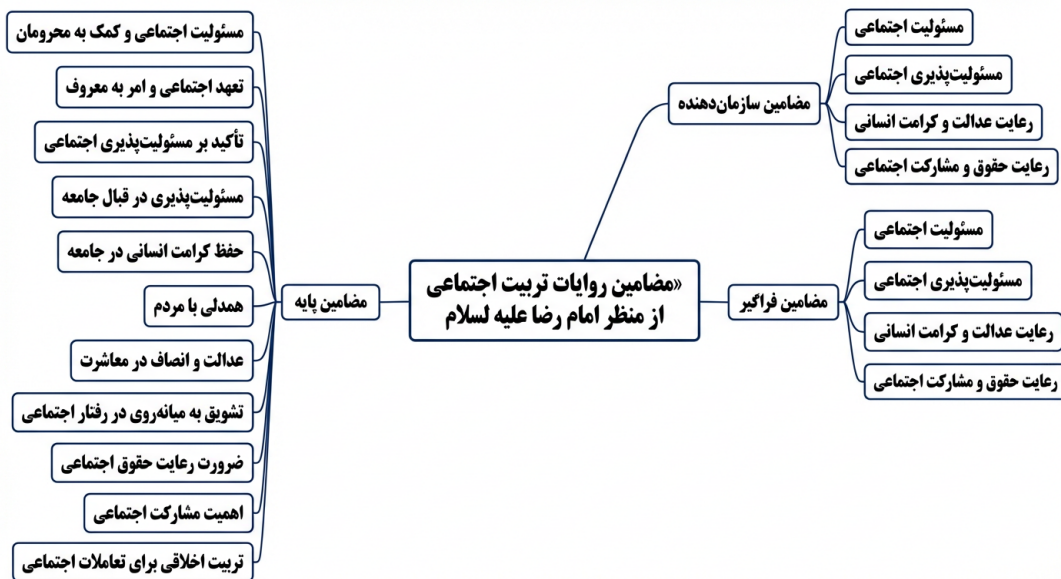 «مضامین روایات تربیت اجتماعی
از منظر امام رضا علیه لسلام
مضامین سازمان‌دهنده
مسئولیت اجتماعی
مسئولیت‌پذیری اجتماعی
رعایت عدالت و کرامت انسانی
رعایت حقوق و مشارکت اجتماعی
مضامین فراگیر
مسئولیت اجتماعی
مسئولیت‌پذیری اجتماعی
رعایت عدالت و کرامت انسانی
رعایت حقوق و مشارکت اجتماعی
مضامین پایه
مسئولیت اجتماعی و کمک به محرومان
تعهد اجتماعی و امر به معروف
تأکید بر مسئولیت‌پذیری اجتماعی
مسئولیت‌پذیری در قبال جامعه
حفظ کرامت انسانی در جامعه
همدلی با مردم
عدالت و انصاف در معاشرت
تشویق به میانه‌روی در رفتار اجتماعی
ضرورت رعایت حقوق اجتماعی
اهمیت مشارکت اجتماعی
تربیت اخلاقی برای تعاملات اجتماعی